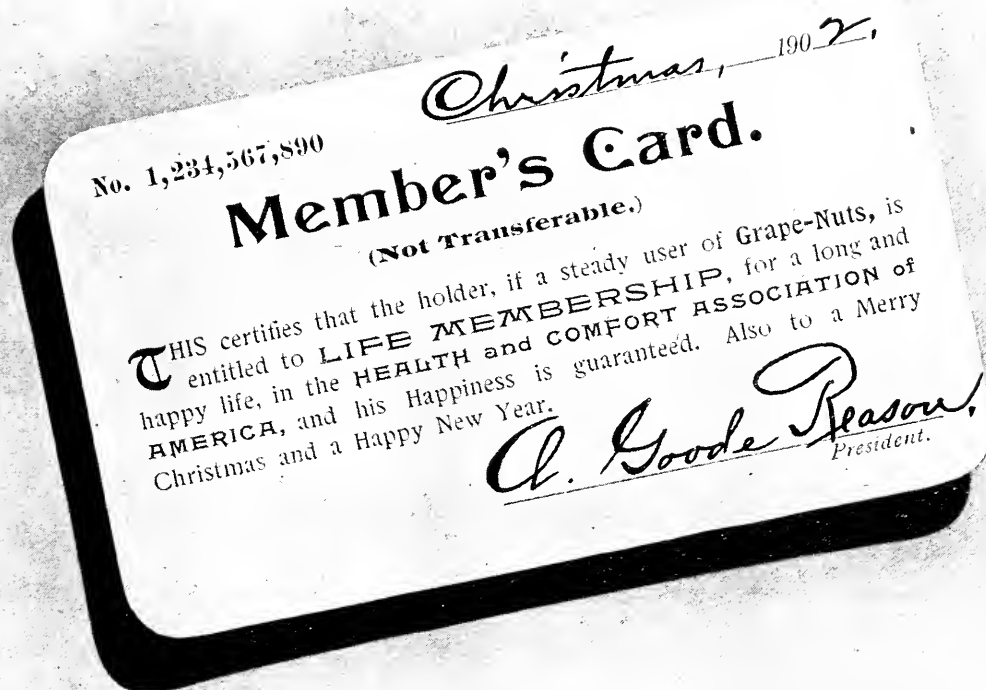 Christmas, 1902.
No. 1,234,567,890
Member's Card.
(Not Transferable.)
THIS certifies that the holder, if a steady user of Grape-Nuts, is
entitled to LIFE MEMBERSHIP, for a long and
happy life, in the HEALTH and COMFORT ASSOCIATION of
AMERICA, and his Happiness is guaranteed. Also to a Merry
Christmas and a Happy New Year.
A. Goode Reason,
President.